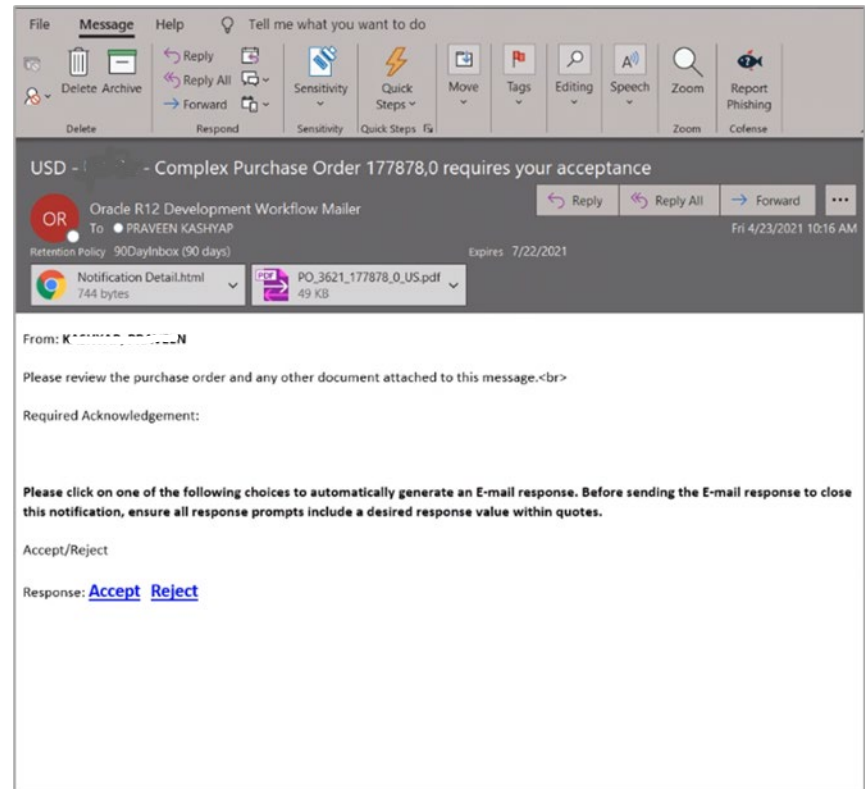 File Message Help Tell me what you want to do
Delete Archive
Reply
Reply All
Forward
Sensitivity
Quick Steps
Move
Tags
Editing
Speech
Zoom
Report Phishing
Delete Respond Sensitivity Quick Steps Zoom Cofense
USD - - Complex Purchase Order 177878,0 requires your acceptance
Reply Reply All Forward ...
OR
Oracle R12 Development Workflow Mailer
To PRAVEEN KASHYAP
Fri 4/23/2021 10:16 AM
Retention Policy 90DayInbox (90 days) Expires 7/22/2021
Notification Detail.html
744 bytes
PDF
PO_3621_177878_0_US.pdf
49 KB
From:
Please review the purchase order and any other document attached to this message.<br>
Required Acknowledgement:
Please click on one of the following choices to automatically generate an E-mail response. Before sending the E-mail response to close
this notification, ensure all response prompts include a desired response value within quotes.
Accept/Reject
Response: Accept Reject